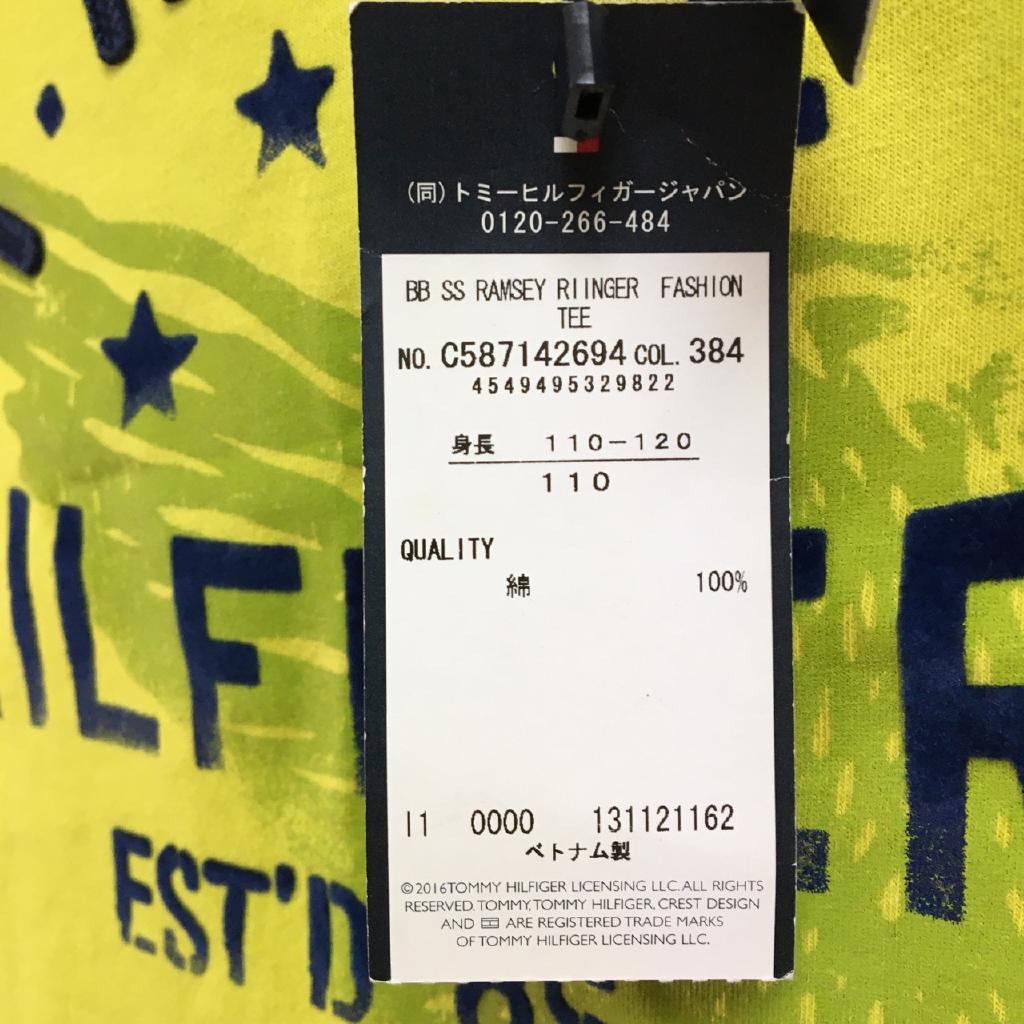 (同)トミーヒルフィガージャパン
0120-266-484
BB SS RAMSEY RIINGER FASHION
TEE
NO. C587142694 COL. 384
4549495329822
身長 110-120
110
QUALITY
綿 100%
11 0000 131121162
ベトナム製
©2016TOMMY HILFIGER LICENSING LLC. ALL RIGHTS
RESERVED. TOMMY, TOMMY HILFIGER, CREST DESIGN
AND ARE REGISTERED TRADE MARKS
OF TOMMY HILFIGER LICENSING LLC.
ILF ER
EST'D